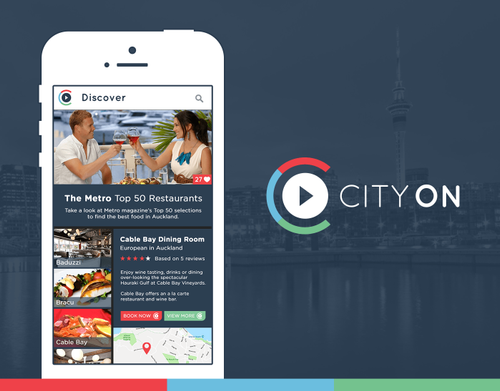 Discover
27
The Metro Top 50 Restaurants
Take a look at Metro magazine's Top 50 selections
to find the best food in Auckland.
Baduzzi
Bracu
Cable Bay
Cable Bay Dining Room
European in Auckland
Based on 5 reviews
Enjoy wine tasting, drinks or dining
over-looking the spectacular
Hauraki Gulf at Cable Bay Vineyards.
Cable Bay offers an a la carte
restaurant and wine bar.
BOOK NOW
VIEW MORE
CITY ON